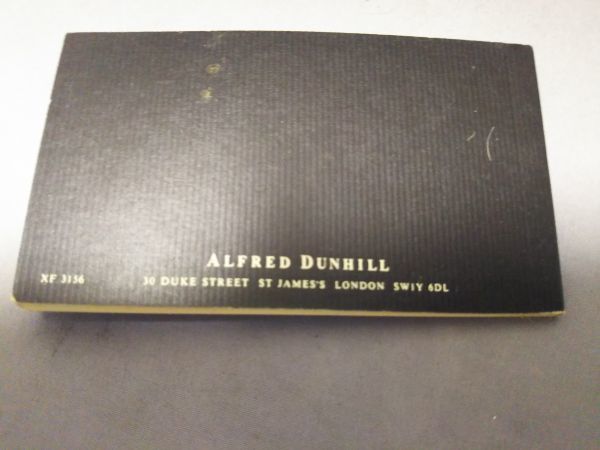 ALFRED DUNHILL
XF 3156 30 DUKE STREET ST JAMES'S LONDON SW1Y 6DL